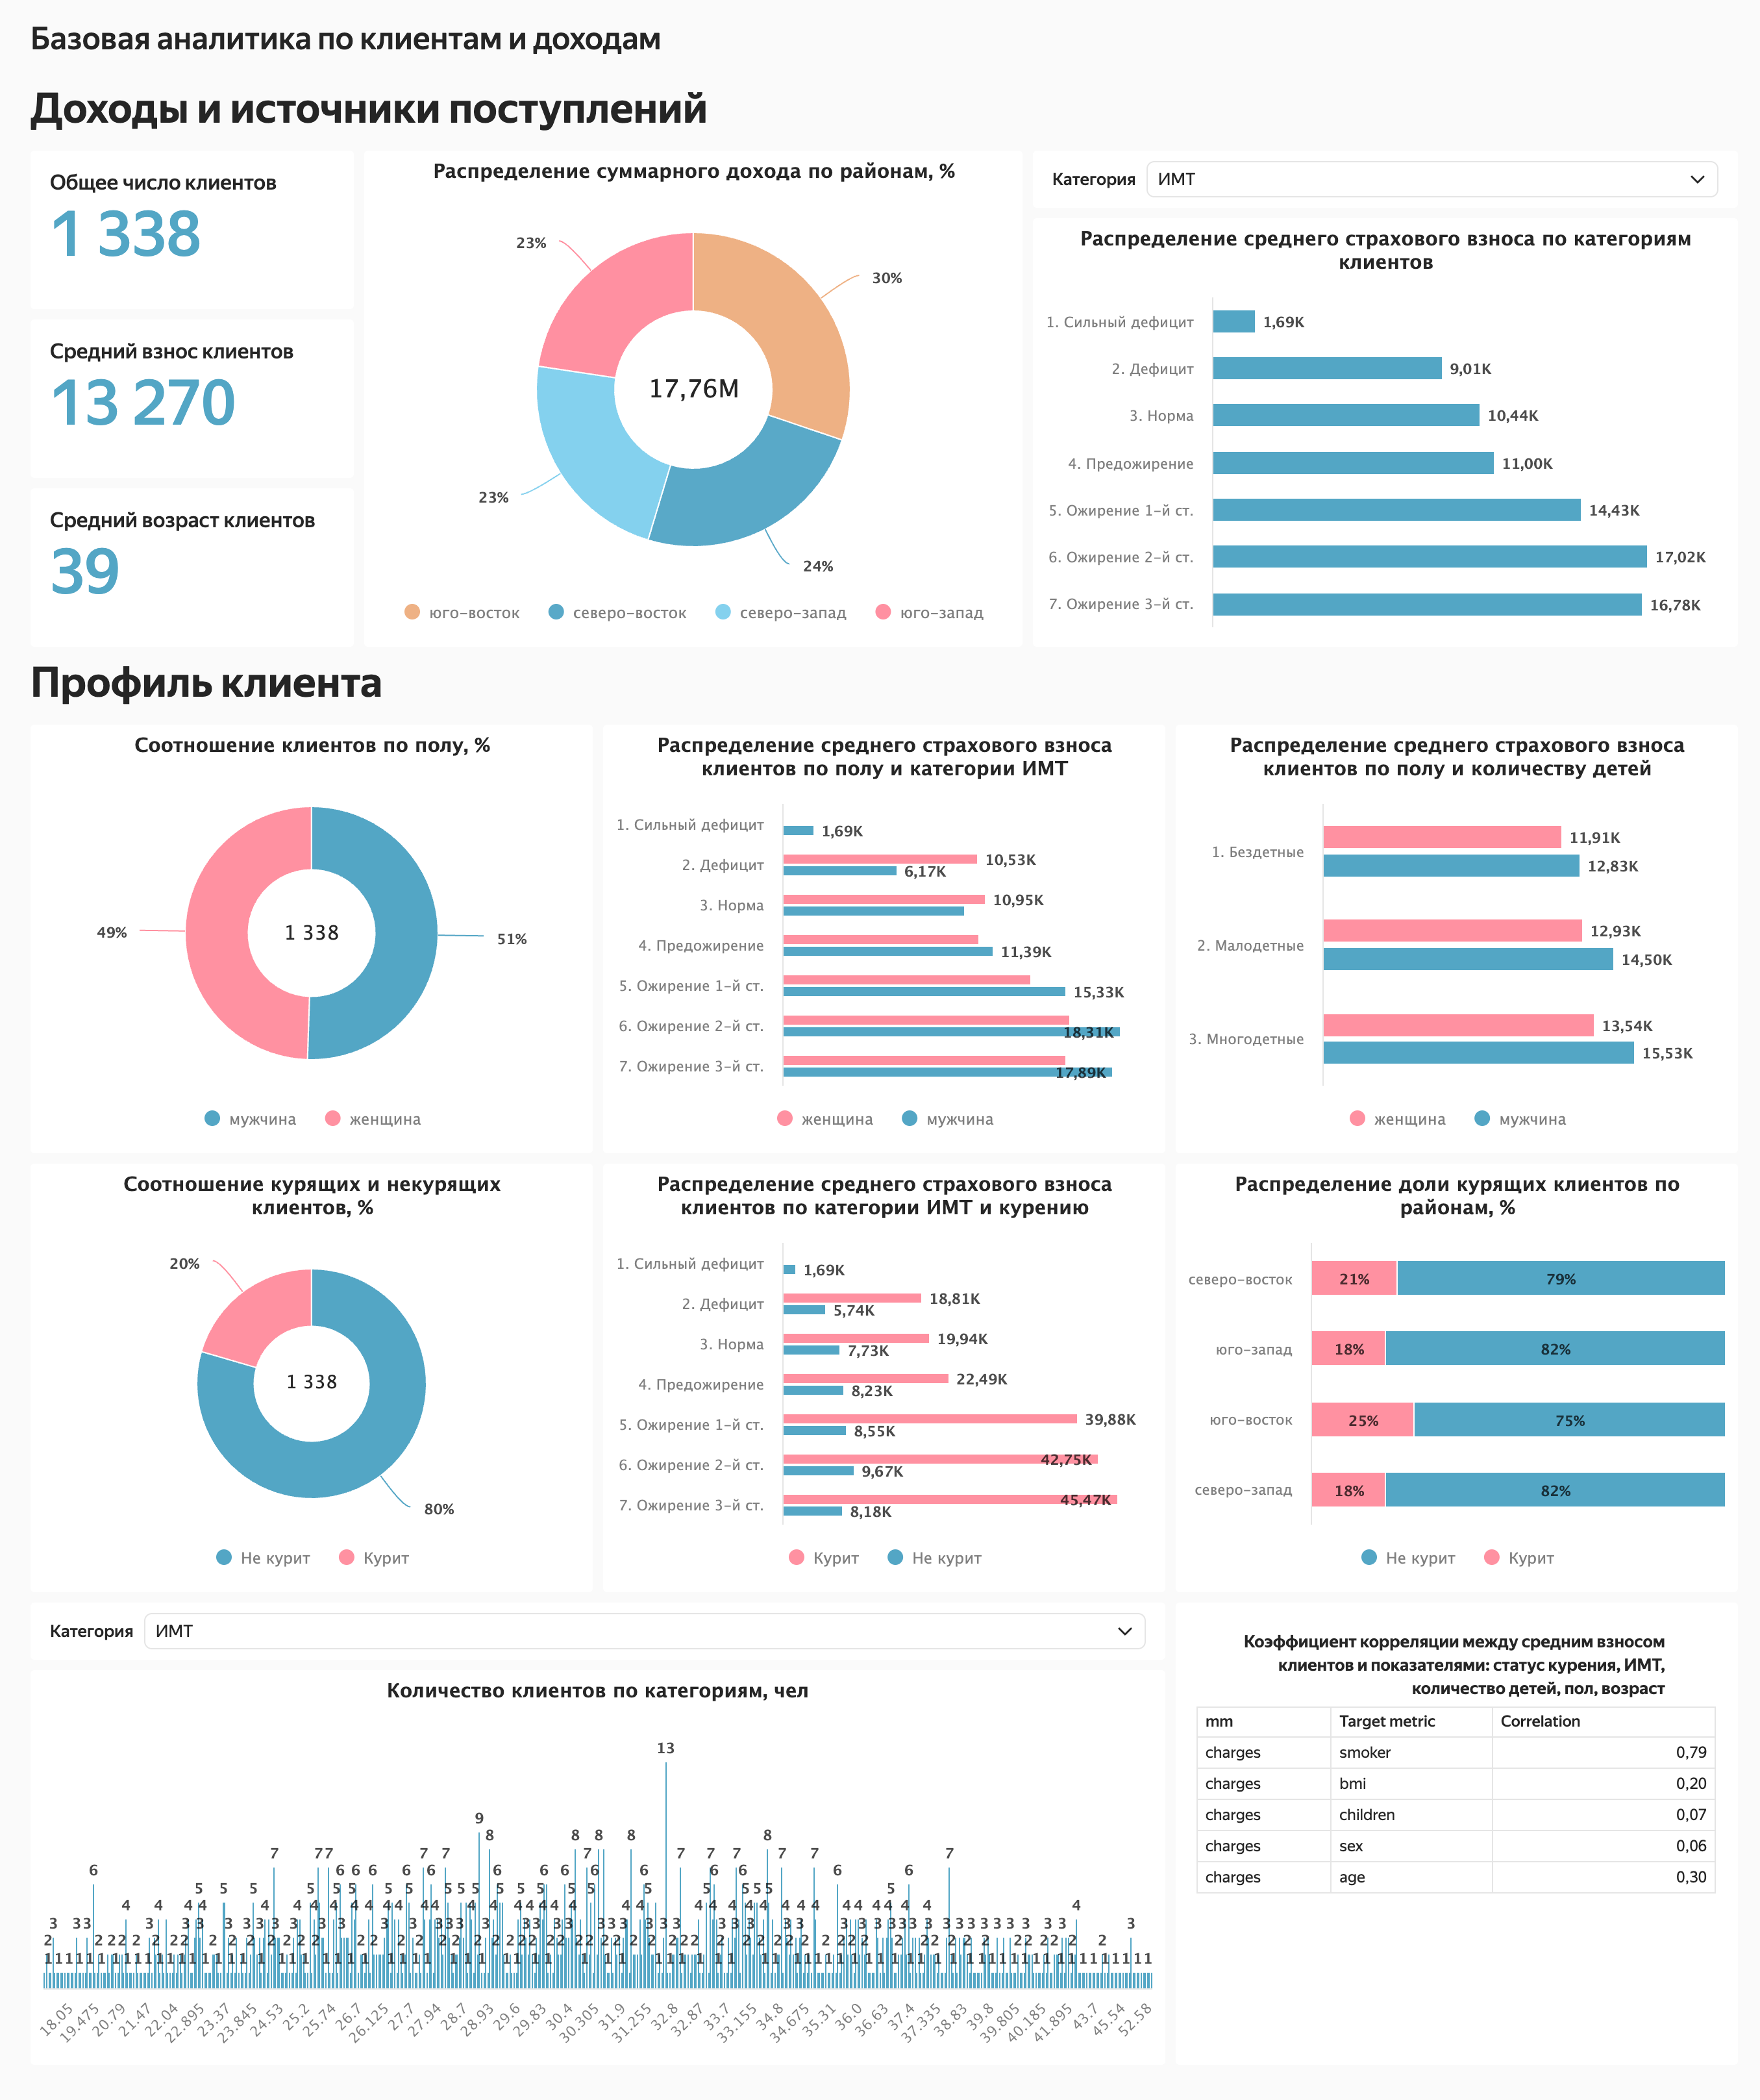 Базовая аналитика по клиентам и доходам
Доходы и источники поступлений
Общее число клиентов
1 338
Средний взнос клиентов
13 270
Средний возраст клиентов
39
Распределение суммарного дохода по районам, %
23%
30%
17,76M
23%
24%
юго-восток
северо-восток
северо-запад
юго-запад
Категория
ИМТ
Распределение среднего страхового взноса по категориям
клиентов
1. Сильный дефицит
1,69K
2. Дефицит
9,01K
3. Норма
10,44K
4. Предожирение
11,00K
5. Ожирение 1-й ст.
14,43K
6. Ожирение 2-й ст.
17,02K
7. Ожирение 3-й ст.
16,78K
Профиль клиента
Соотношение клиентов по полу, %
49%
1 338
51%
мужчина
женщина
Распределение среднего страхового взноса
клиентов по полу и категории ИМТ
1. Сильный дефицит
1,69K
2. Дефицит
10,53K
6,17K
3. Норма
10,95K
4. Предожирение
11,39K
5. Ожирение 1-й ст.
15,33K
6. Ожирение 2-й ст.
18,31K
7. Ожирение 3-й ст.
17,89K
женщина
мужчина
Распределение среднего страхового взноса
клиентов по полу и количеству детей
1. Бездетные
11,91K
12,83K
2. Малодетные
12,93K
14,50K
3. Многодетные
13,54K
15,53K
женщина
мужчина
Соотношение курящих и некурящих
клиентов, %
20%
1 338
80%
Не курит
Курит
Распределение среднего страхового взноса
клиентов по категории ИМТ и курению
1. Сильный дефицит
1,69K
2. Дефицит
18,81K
5,74K
3. Норма
19,94K
7,73K
4. Предожирение
22,49K
8,23K
5. Ожирение 1-й ст.
39,88K
8,55K
6. Ожирение 2-й ст.
42,75K
9,67K
7. Ожирение 3-й ст.
45,47K
8,18K
Курит
Не курит
Распределение доли курящих клиентов по
районам, %
северо-восток
21%
79%
юго-запад
18%
82%
юго-восток
25%
75%
северо-запад
18%
82%
Не курит
Курит
Категория
ИМТ
Количество клиентов по категориям, чел
13
9
18.05
19.475
20.79
21.47
22.04
22.895
23.37
23.845
24.53
25.2
25.74
26.7
26.125
27.7
27.94
28.7
28.93
29.6
29.83
30.4
30.305
31.9
31.255
32.8
32.87
33.7
33.155
34.8
34.675
35.31
36.0
36.63
37.4
37.335
38.83
39.8
39.805
40.185
41.895
43.7
45.54
52.58
Коэффициент корреляции между средним взносом
клиентов и показателями: статус курения, ИМТ,
количество детей, пол, возраст
mm Target metric Correlation
charges smoker 0,79
charges bmi 0,20
charges children 0,07
charges sex 0,06
charges age 0,30